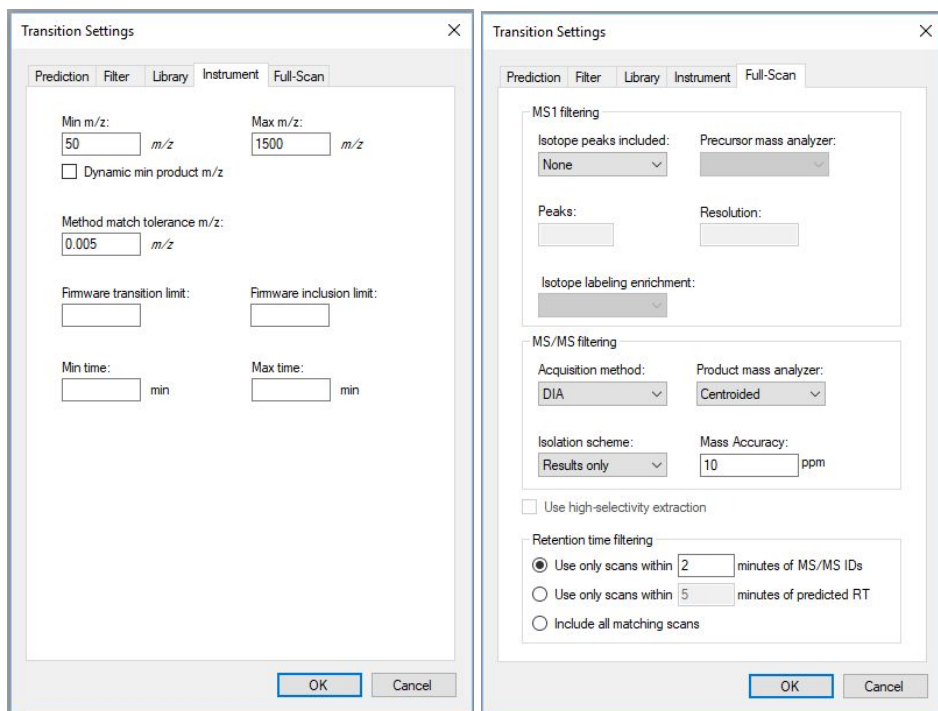 Transition Settings
Prediction Filter Library Instrument Full-Scan
Min m/z: Max m/z:
50 m/z 1500 m/z
Dynamic min product m/z
Method match tolerance m/z:
0.005 m/z
Firmware transition limit: Firmware inclusion limit:
Min time: Max time:
min min
OK Cancel
Transition Settings
Prediction Filter Library Instrument Full-Scan
MS1 filtering
Isotope peaks included: Precursor mass analyzer:
None
Peaks: Resolution:
Isotope labeling enrichment:
MS/MS filtering
Acquisition method: Product mass analyzer:
DIA Centroided
Isolation scheme: Mass Accuracy:
Results only 10 ppm
Use high-selectivity extraction
Retention time filtering
Use only scans within 2 minutes of MS/MS IDs
Use only scans within 5 minutes of predicted RT
Include all matching scans
OK Cancel